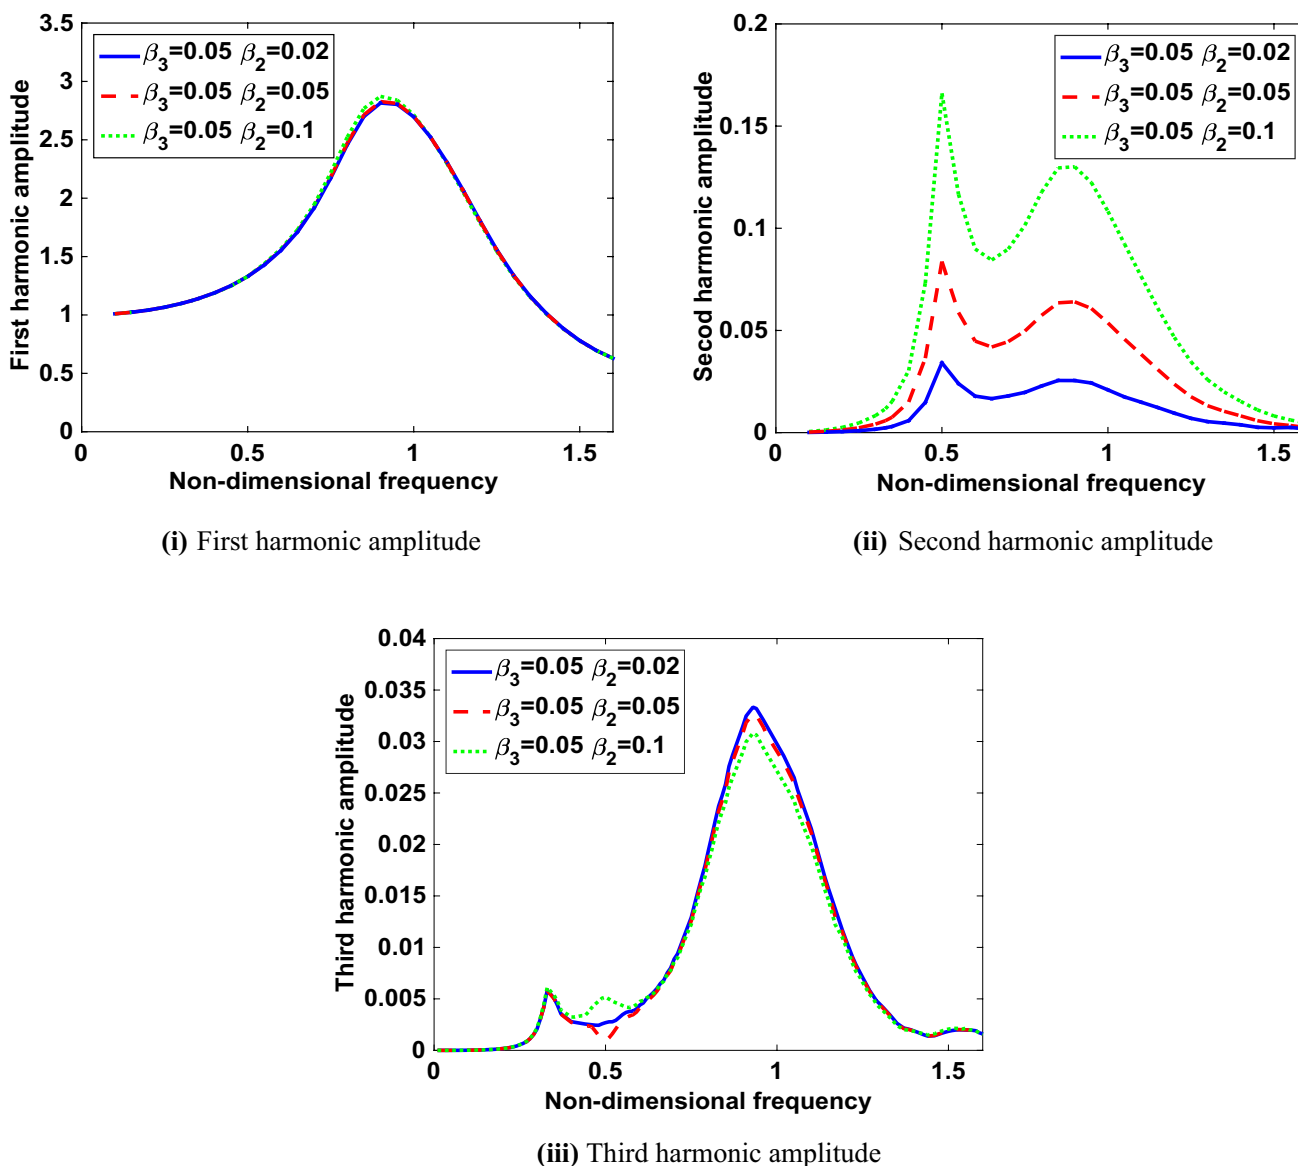 3.5
3
2.5
2
1.5
1
0.5
0
First harmonic amplitude
β3=0.05 β2=0.02
β3=0.05 β2=0.05
β3=0.05 β2=0.1
0 0.5 1 1.5
Non-dimensional frequency
(i) First harmonic amplitude
0.2
0.15
0.1
0.05
0
Secod harmonic amplitude
β3=0.05 β2=0.02
β3=0.05 β2=0.05
β3=0.05 β2=0.1
0 0.5 1 1.5
Non-dimensional frequency
(ii) Second harmonic amplitude
0.04
0.035
0.03
0.025
0.02
0.015
0.01
0.005
0
Third harmonic amplitude
β3=0.05 β2=0.02
β3=0.05 β2=0.05
β3=0.05 β2=0.1
0 0.5 1 1.5
Non-dimensional frequency
(iii) Third harmonic amplitude